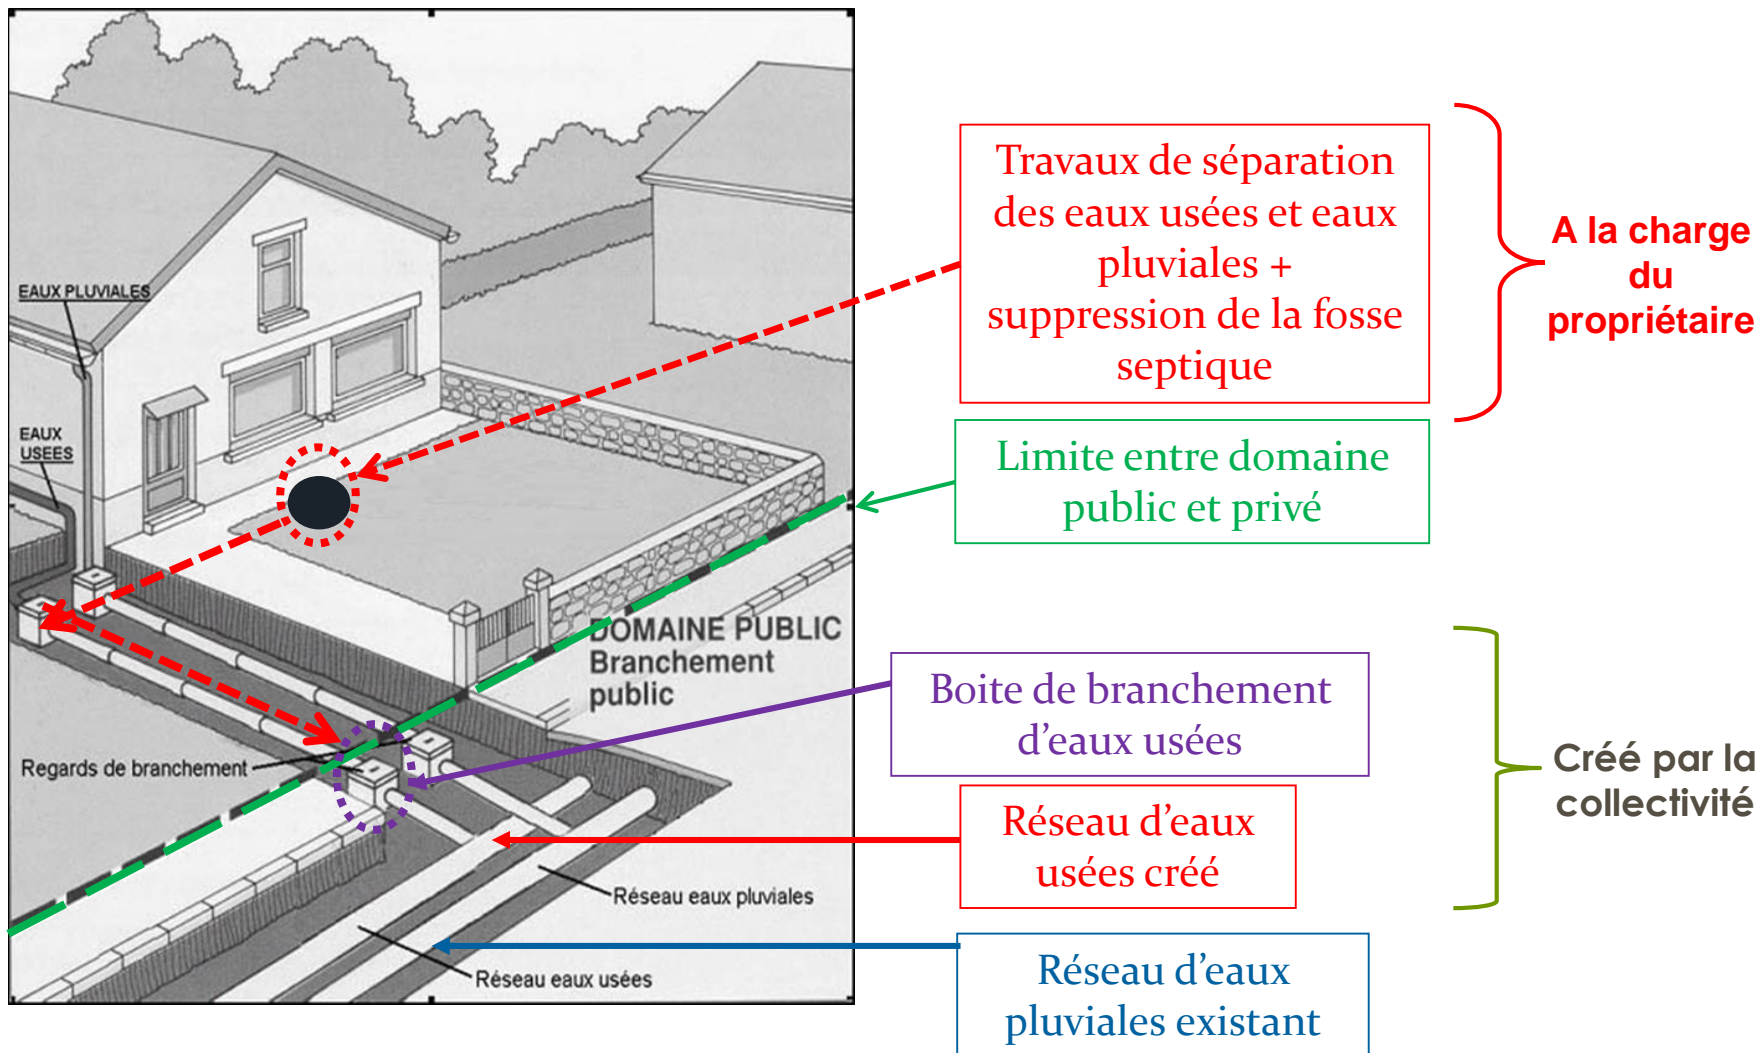 EAUX PLUVIALES
EAUX
USEES
DOMAINE PUBLIC
Branchement
public
Regards de branchement
Réseau eaux pluviales
Réseau eaux usées
Travaux de séparation
des eaux usées et eaux
pluviales +
suppression de la fosse
septique
A la charge
du
propriétaire
Limite entre domaine
public et privé
Boite de branchement
d’eaux usées
Réseau d’eaux
usées créé
Créé par la
collectivité
Réseau d’eaux
pluviales existant